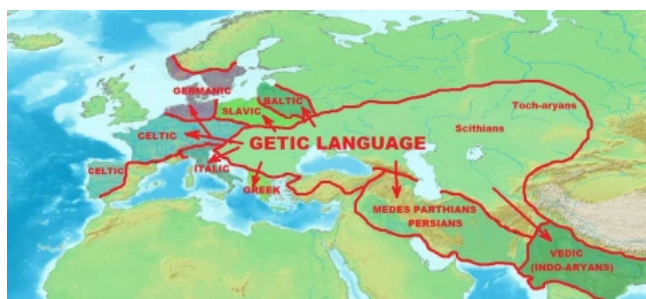 GERMANIC
BALTIC
SLAVIC
Toch-aryans
CELTIC
GETIC LANGUAGE
Scithians
CELTIC
ITALIC
GREEK
MEDES PARTHIANS
PERSIANS
VEDIC
(INDO-ARYANS)